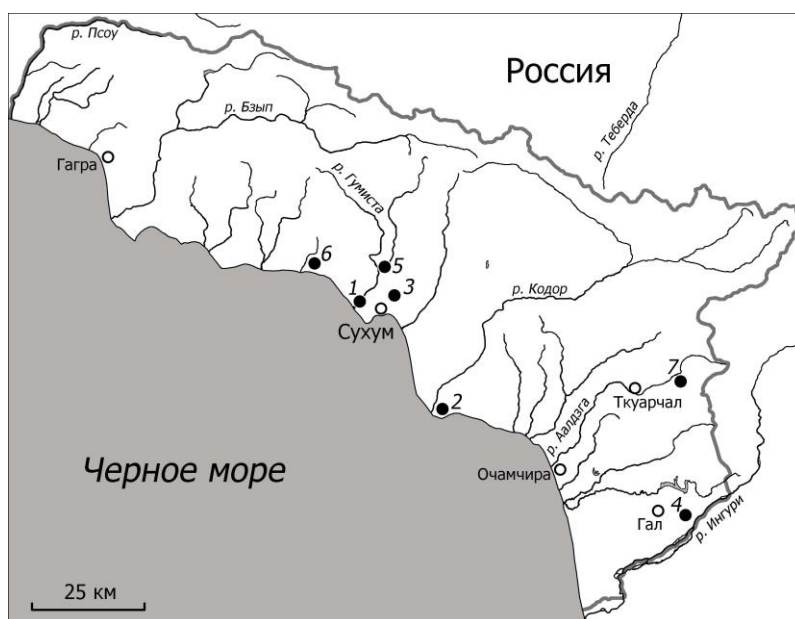 р. Псоу
Россия
р. Теберда
р. Бзып
Гагра
р. Гумиста
6
5
1
3
Сухум
р. Кодор
2
7
Ткуарчал
р. Аалдзга
Черное море
Очамчира
Гал
4
р. Ингури
25 км